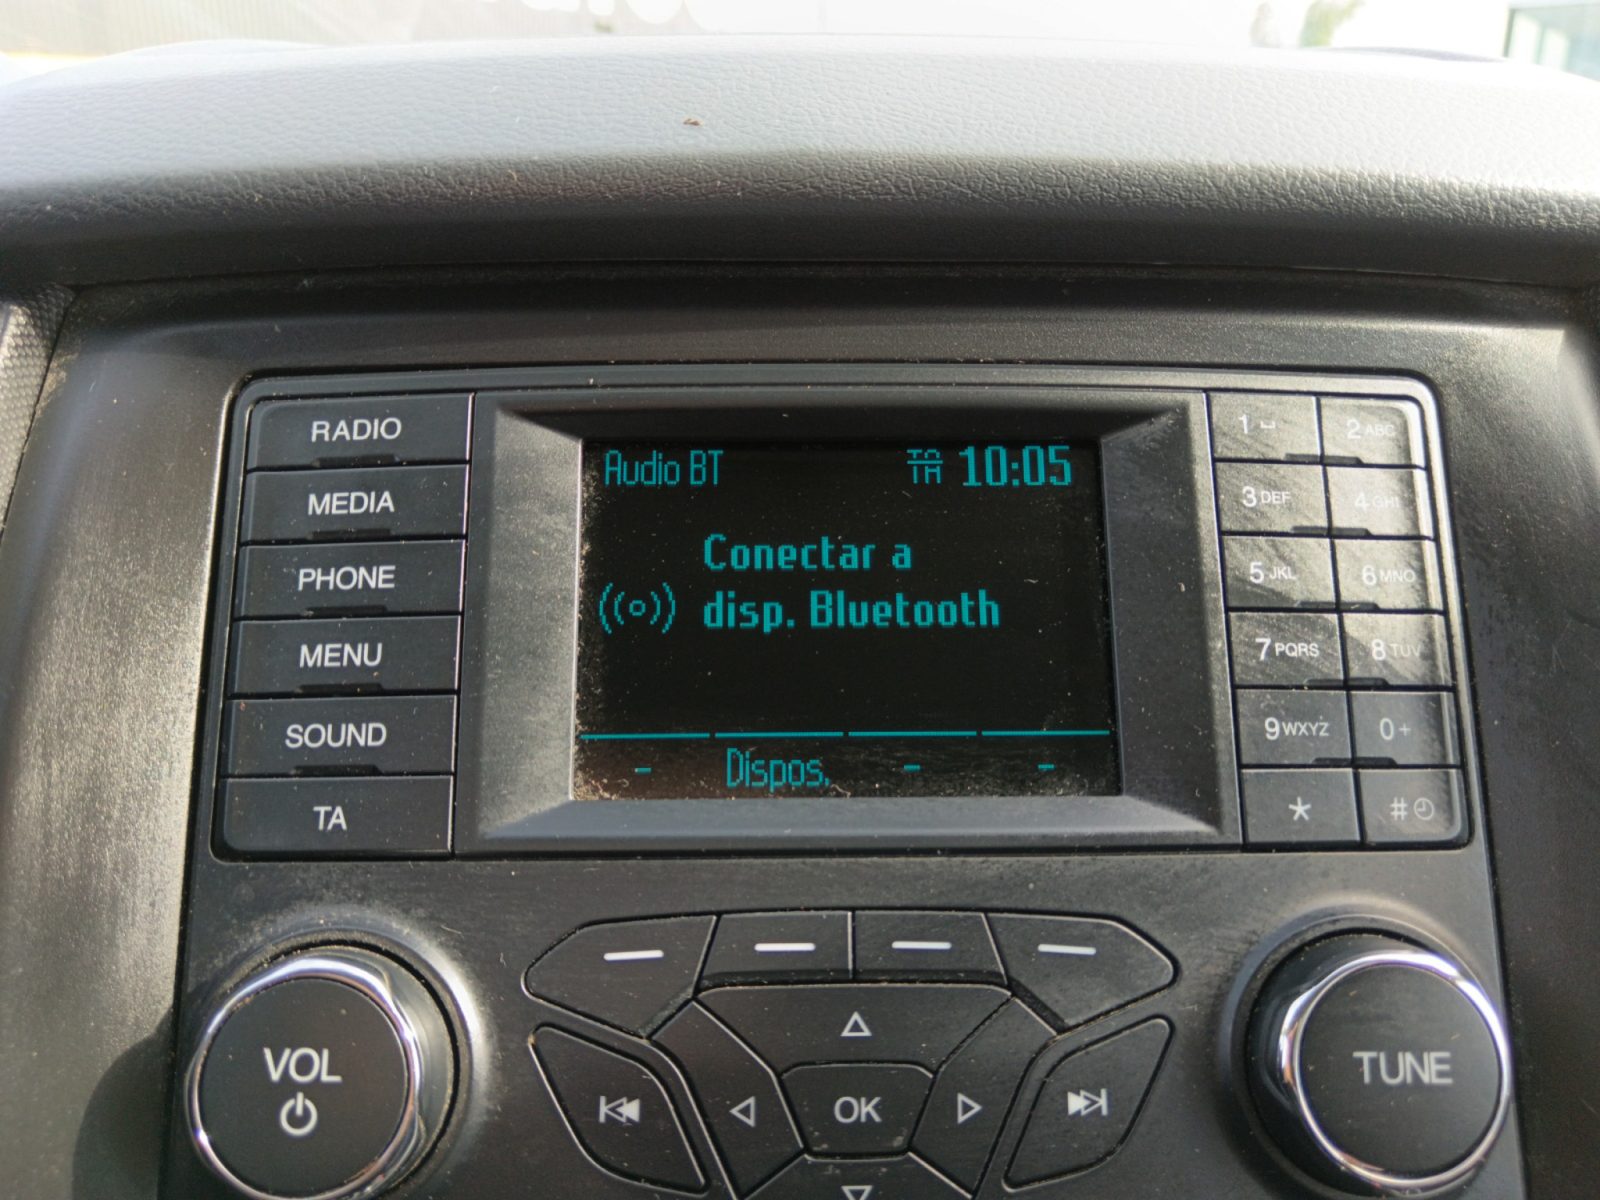 RADIO
MEDIA
PHONE
MENU
SOUND
TA
Audio BT
TA 10:05
Conectar a
disp. Bluetooth
- Dispos. - -
1
2 ABC
3 DEF
4 GHI
5 JKL
6 MNO
7 PQRS
8 TUV
9 WXYZ
0 +
*
#
VOL
OK
TUNE